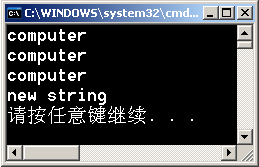 C:\WINDOWS\system32\cmd...
computer
computer
computer
new string
请按任意键继续. . .